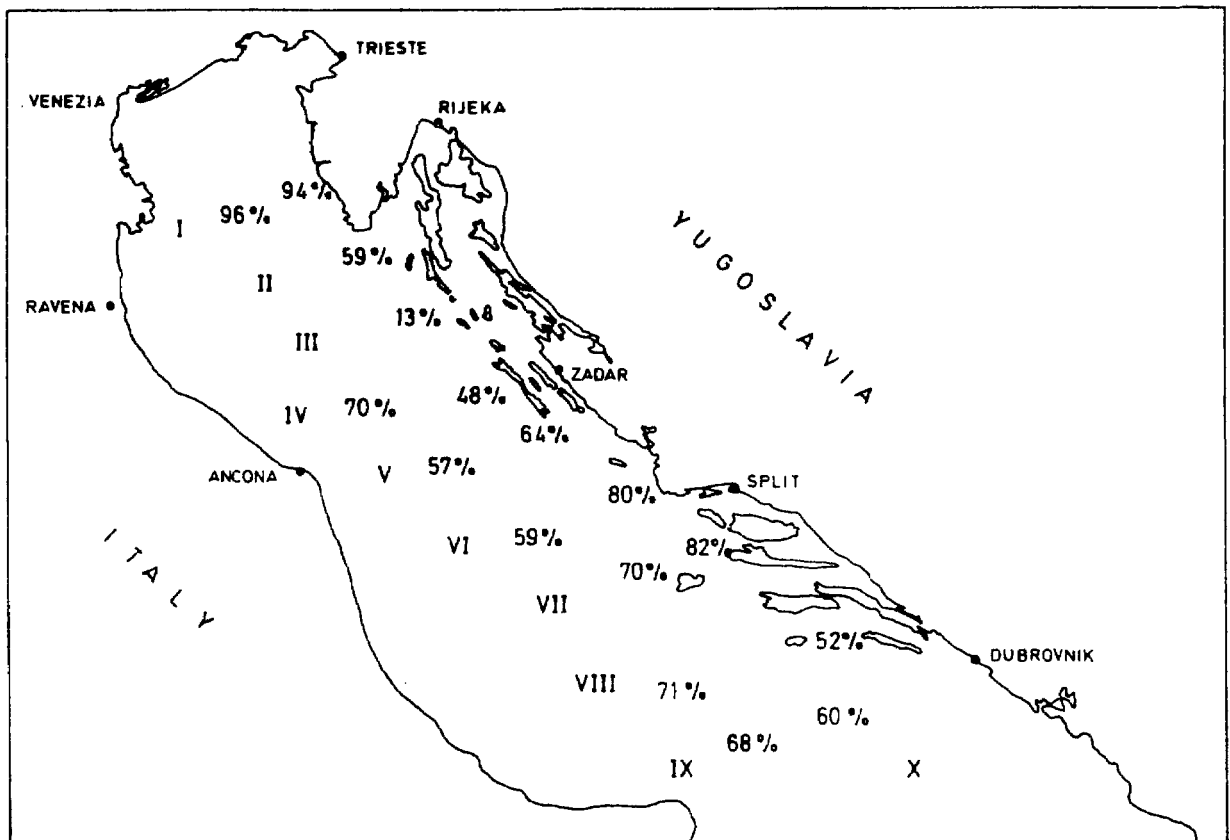 TRIESTE
VENEZIA
RIJEKA
94%
96%
I
59%
II
RAVENA
13%
8
III
ZADAR
48%
IV
70%
64%
ANCONA
V
57%
80%
SPLIT
VI
59%
82%
70%
VII
52%
DUBROVNIK
VIII
71%
60%
68%
IX
X
YUGOSLAVIA
ITALY